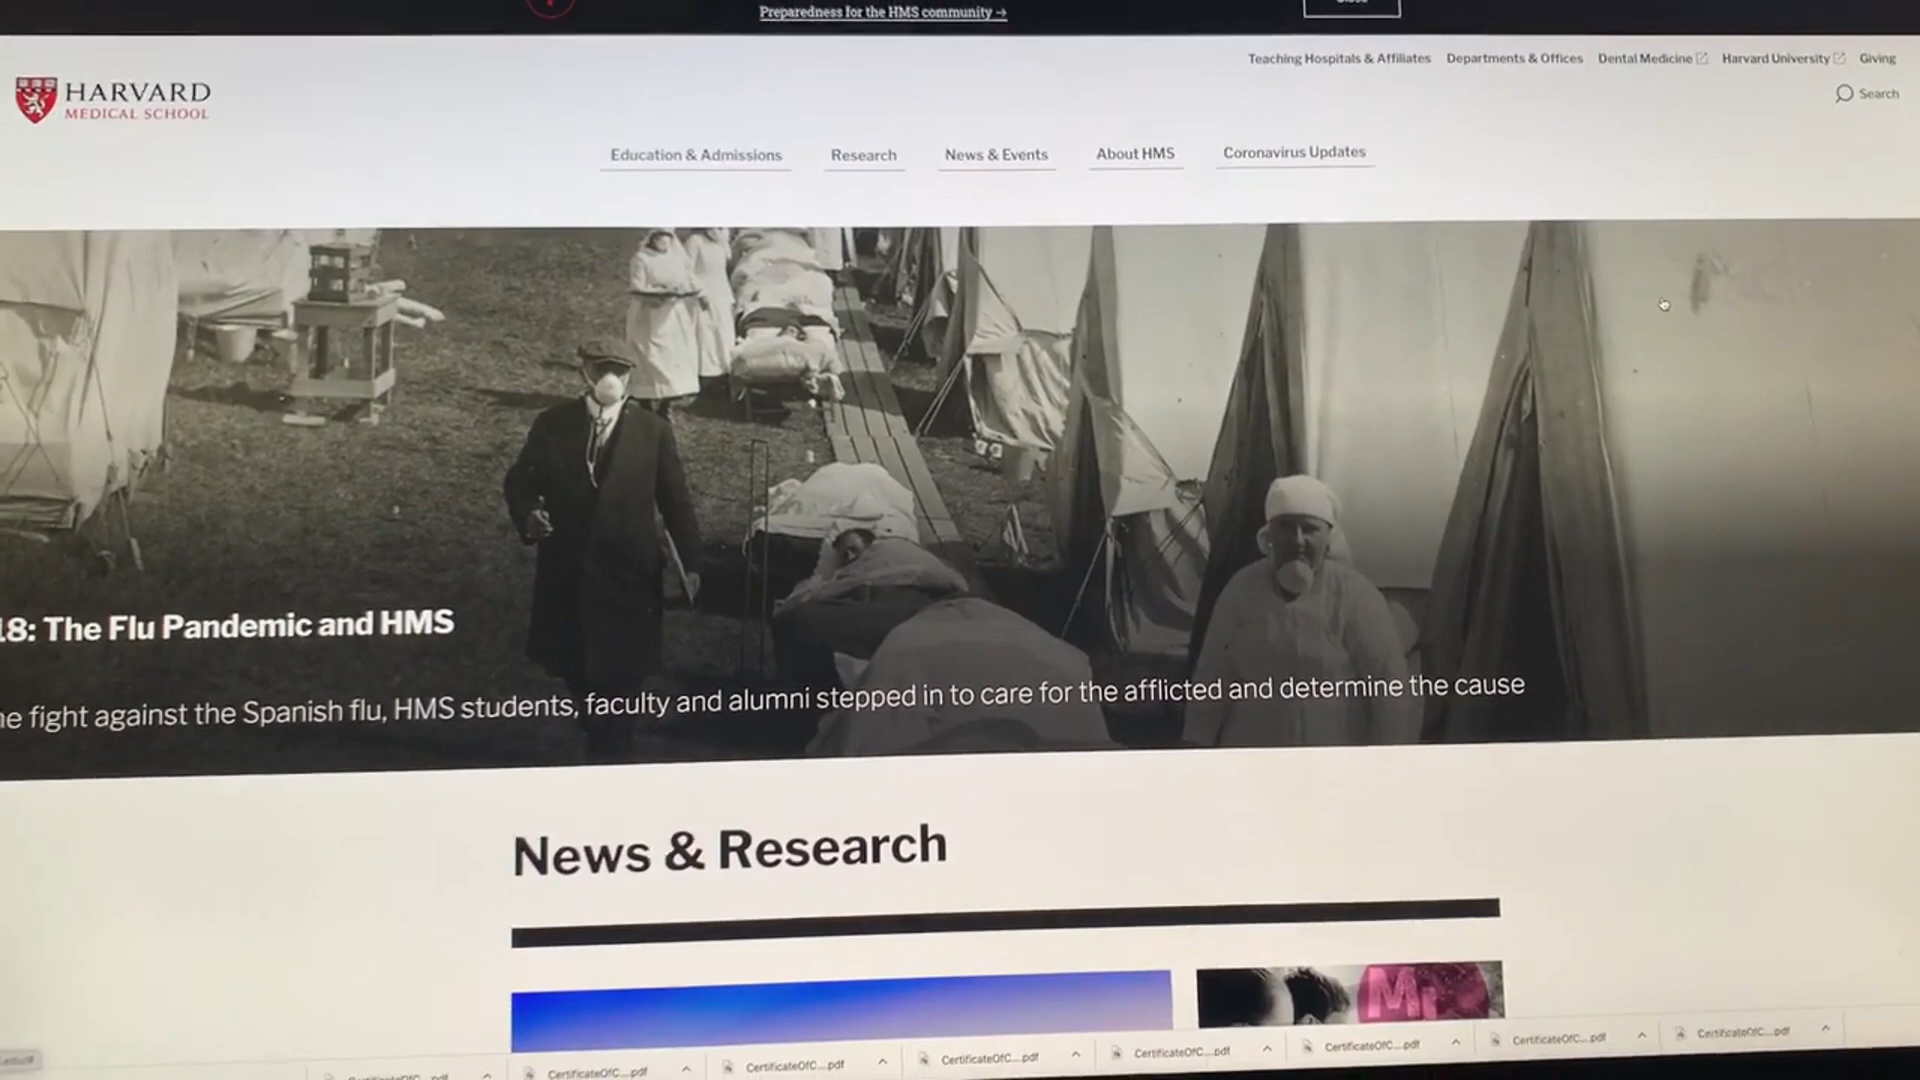 Preparedness for the HMS community →
Teaching Hospitals & Affiliates Departments & Offices Dental Medicine Harvard University Giving
HARVARD
MEDICAL SCHOOL
Search
Education & Admissions Research News & Events About HMS Coronavirus Updates
18: The Flu Pandemic and HMS
he fight against the Spanish flu, HMS students, faculty and alumni stepped in to care for the afflicted and determine the cause
News & Research
CertificateOfC....pdf CertificateOfC....pdf CertificateOfC....pdf CertificateOfC....pdf CertificateOfC....pdf CertificateOfC....pdf CertificateOfC....pdf